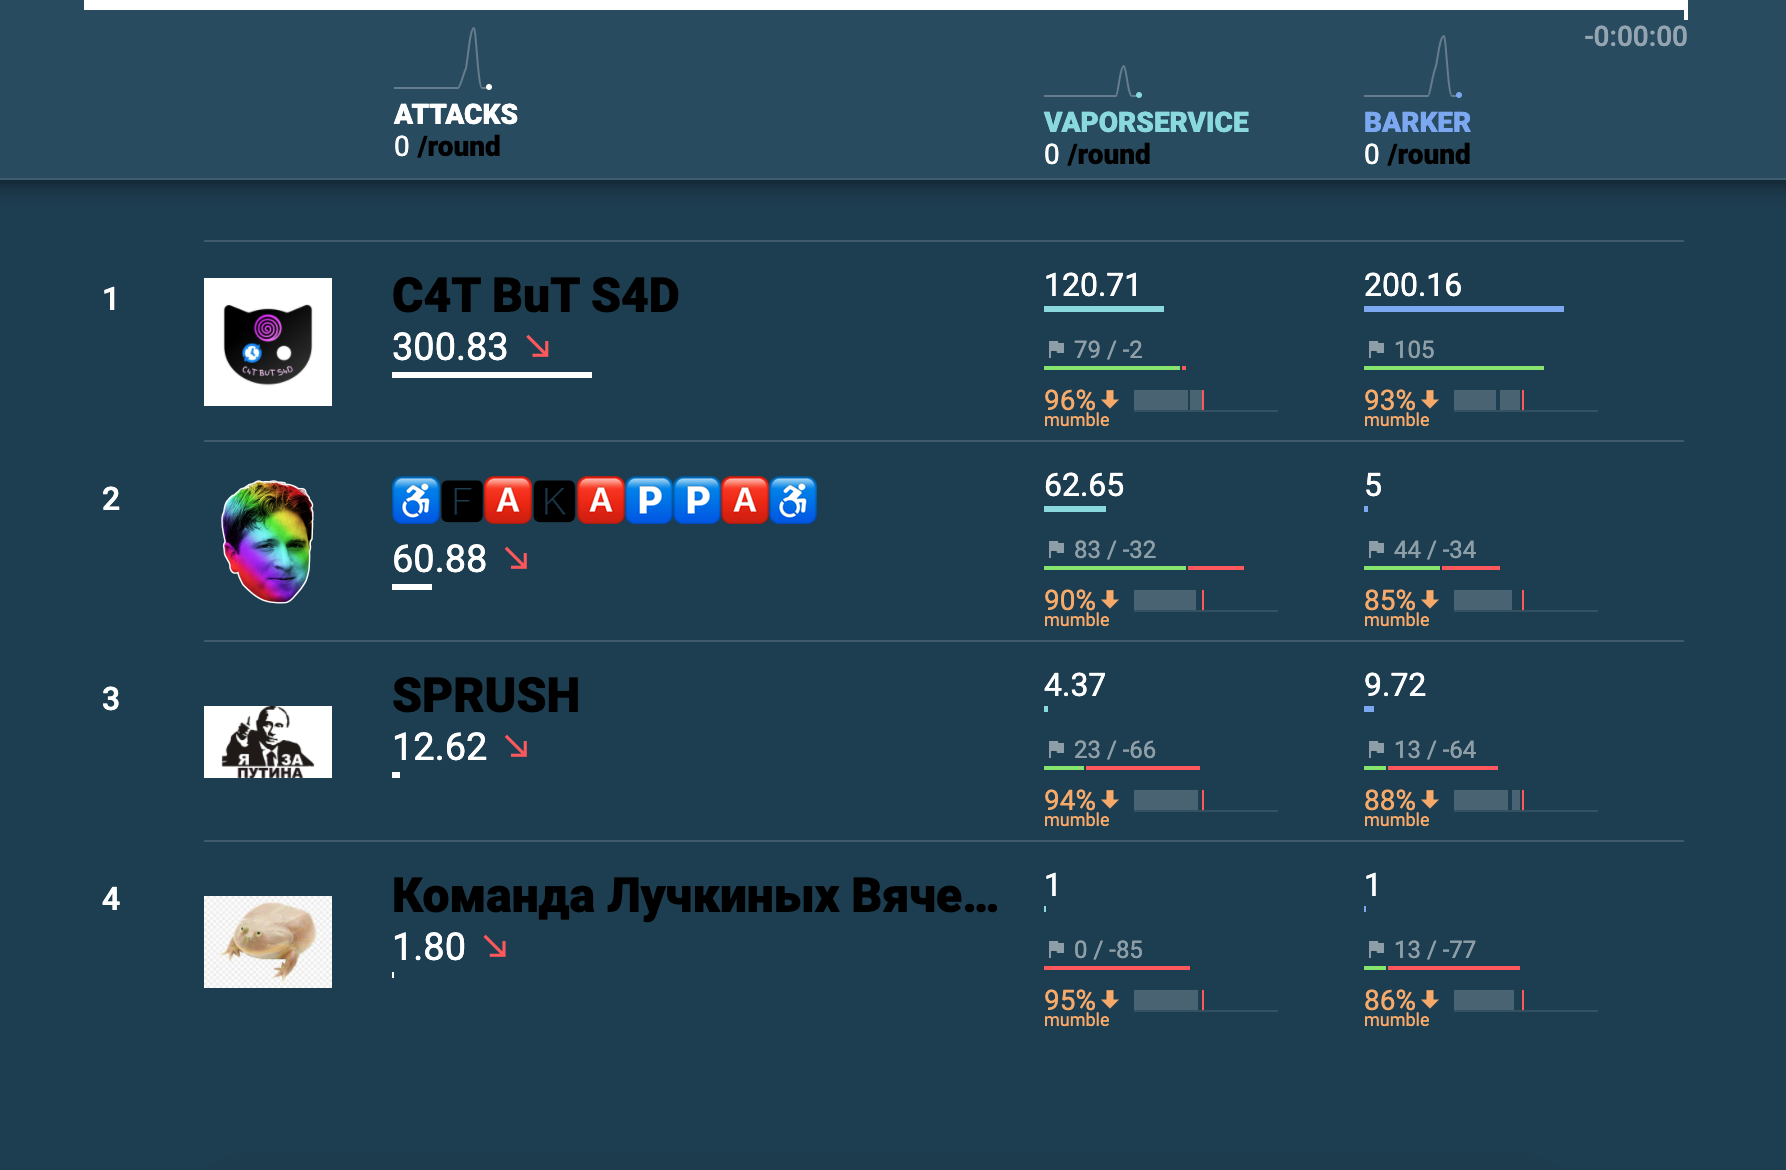 -0:00:00
ATTACKS
0 /round
VAPORSERVICE
0 /round
BARKER
0 /round
1
C4T BUT S4D
C4T BuT S4D
300.83
120.71
79 / -2
96%
mumble
200.16
105
93%
mumble
2
♿🅵🅰🅺🅰🅿🅿🅰♿
60.88
62.65
83 / -32
90%
mumble
5
44 / -34
85%
mumble
3
Я ЗА
ПУТИНА
SPRUSH
12.62
4.37
23 / -66
94%
mumble
9.72
13 / -64
88%
mumble
4
Команда Лучкиных Вяче...
1.80
1
0 / -85
95%
mumble
1
13 / -77
86%
mumble